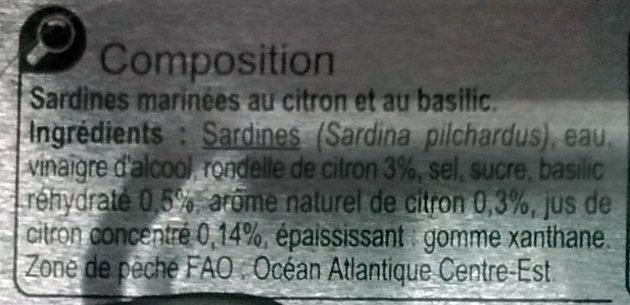 Composition
Sardines marinées au citron et au basilic.
Ingrédients : Sardines (Sardina pilchardus), eau,
vinaigre d'alcool, rondelle de citron 3%, sel, sucre, basilic
réhydraté 0,5%, arôme naturel de citron 0,3%, jus de
citron concentré 0,14%, épaississant : gomme xanthane.
Zone de pêche FAO : Océan Atlantique Centre-Est